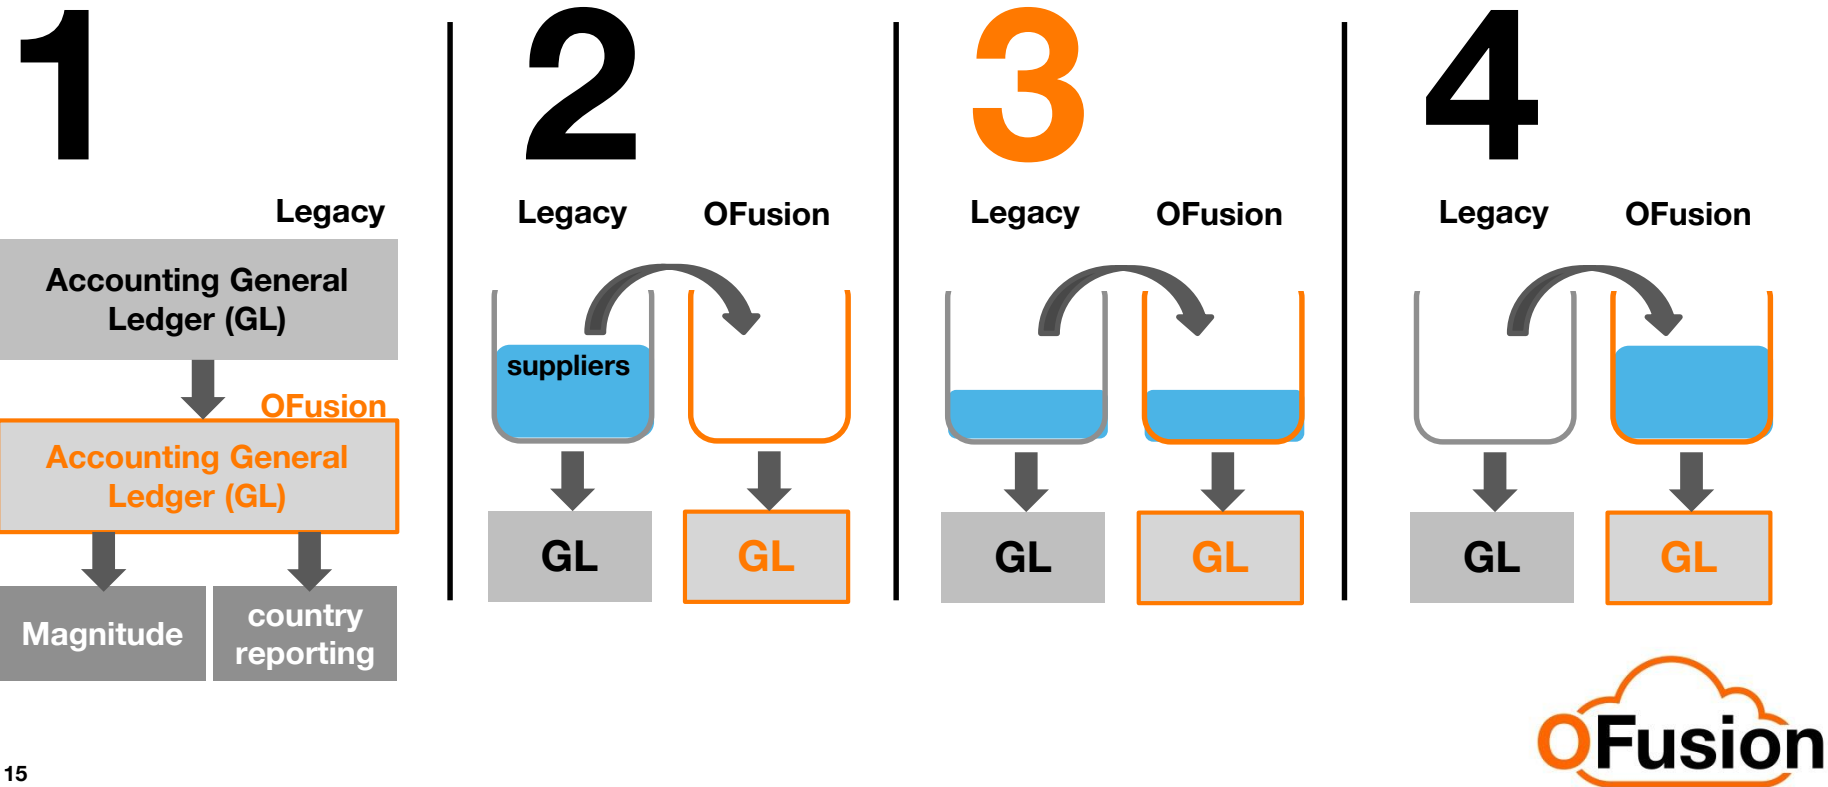 1
Legacy
Accounting General
Ledger (GL)
OFusion
Accounting General
Ledger (GL)
Magnitude
country
reporting
2
Legacy OFusion
suppliers
GL GL
3
Legacy OFusion
GL GL
4
Legacy OFusion
GL GL
OFusion
15